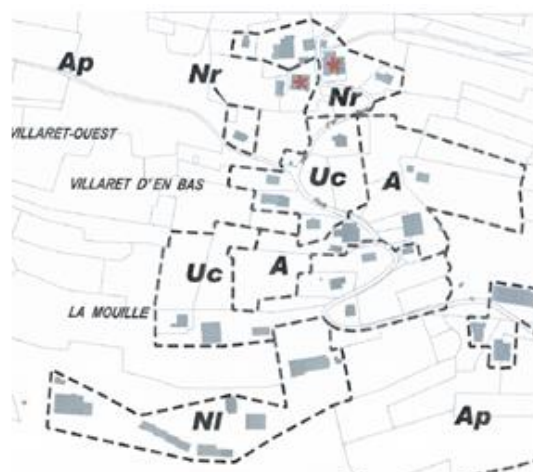 Ap
Nr
Nr
VILLARET-OUEST
VILLARET D'EN BAS
Uc
A
Uc
A
LA MOUILLE
Nl
Ap